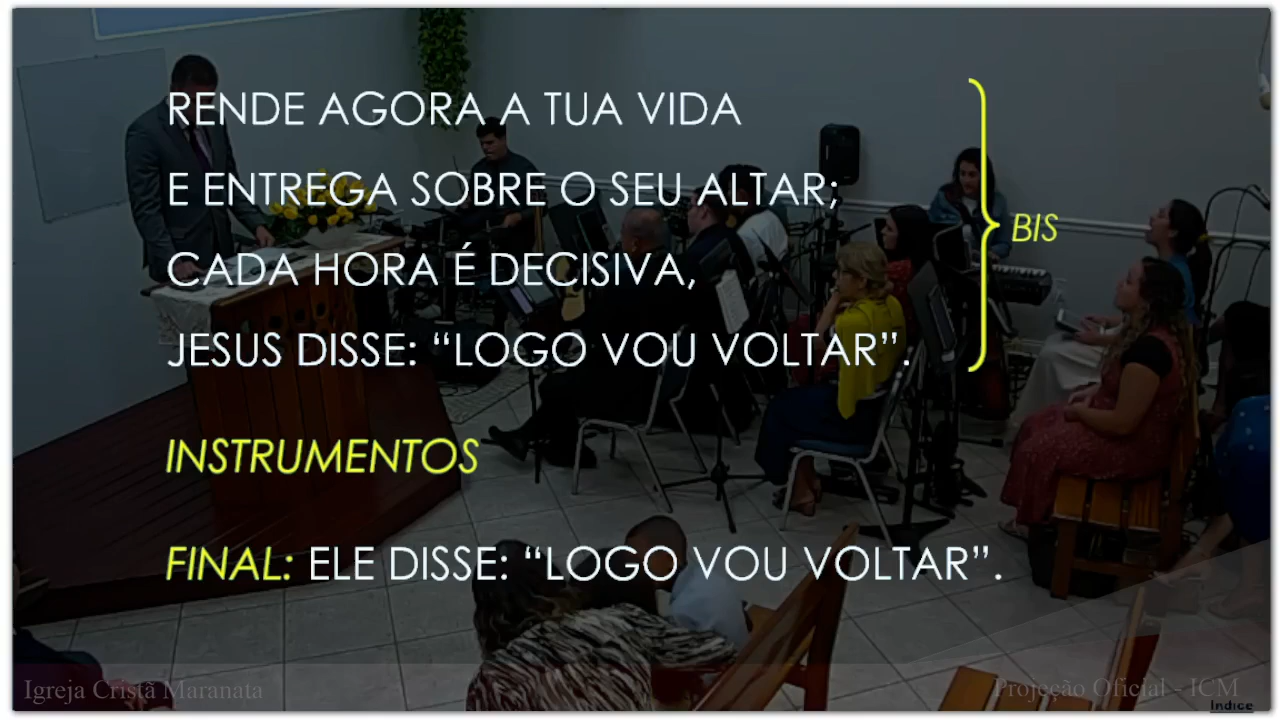 RENDE AGORA A TUA VIDA
E ENTREGA SOBRE O SEU ALTAR;
CADA HORA É DECISIVA,
JESUS DISSE: “LOGO VOU VOLTAR”.
BIS
INSTRUMENTOS
FINAL: ELE DISSE: “LOGO VOU VOLTAR”.
Igreja Cristã Maranata
Projeção Oficial - ICM
Índice